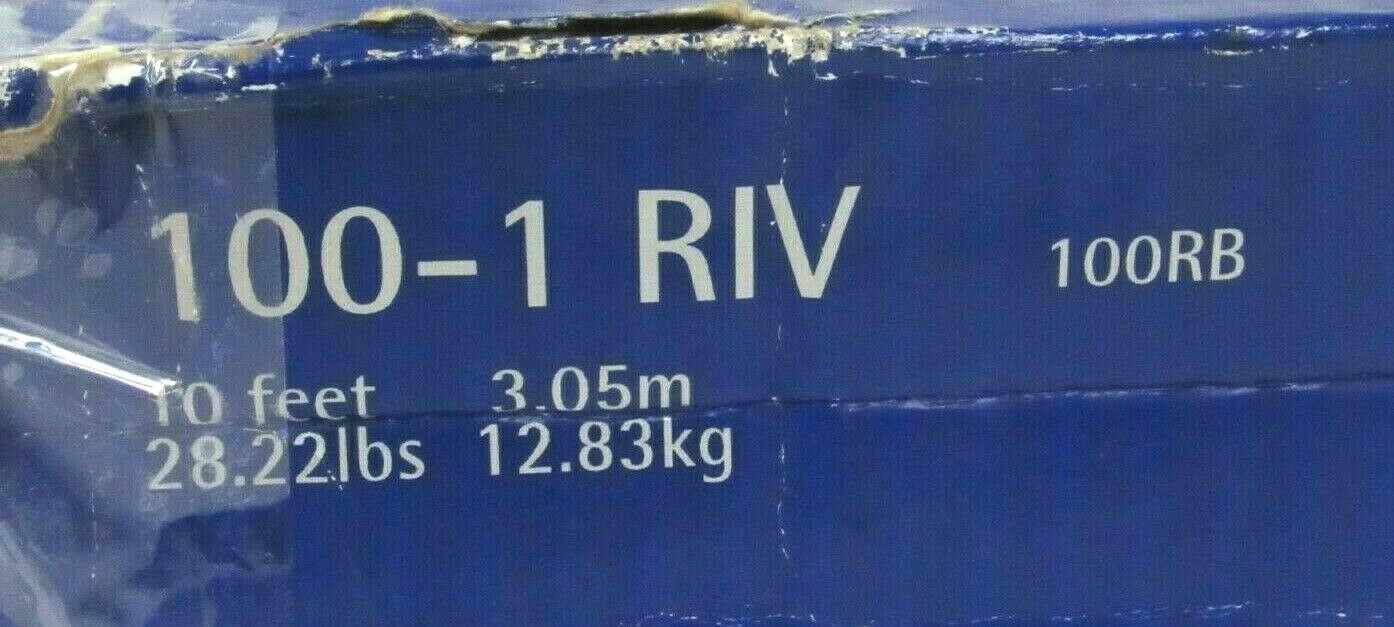 100-1 RIV 100RB
10 feet 3.05m
28.22lbs 12.83kg